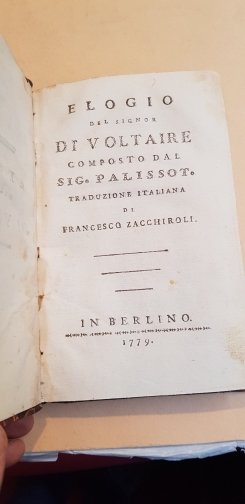 ELOGIO
DEL SIGNOR
DI VOLTAIRE
COMPOSTO DAL
SIG. PALISSOT.
TRADUZIONE ITALIANA
DI
FRANCESCO ZACCHIROLI.
IN BERLINO.
1779.